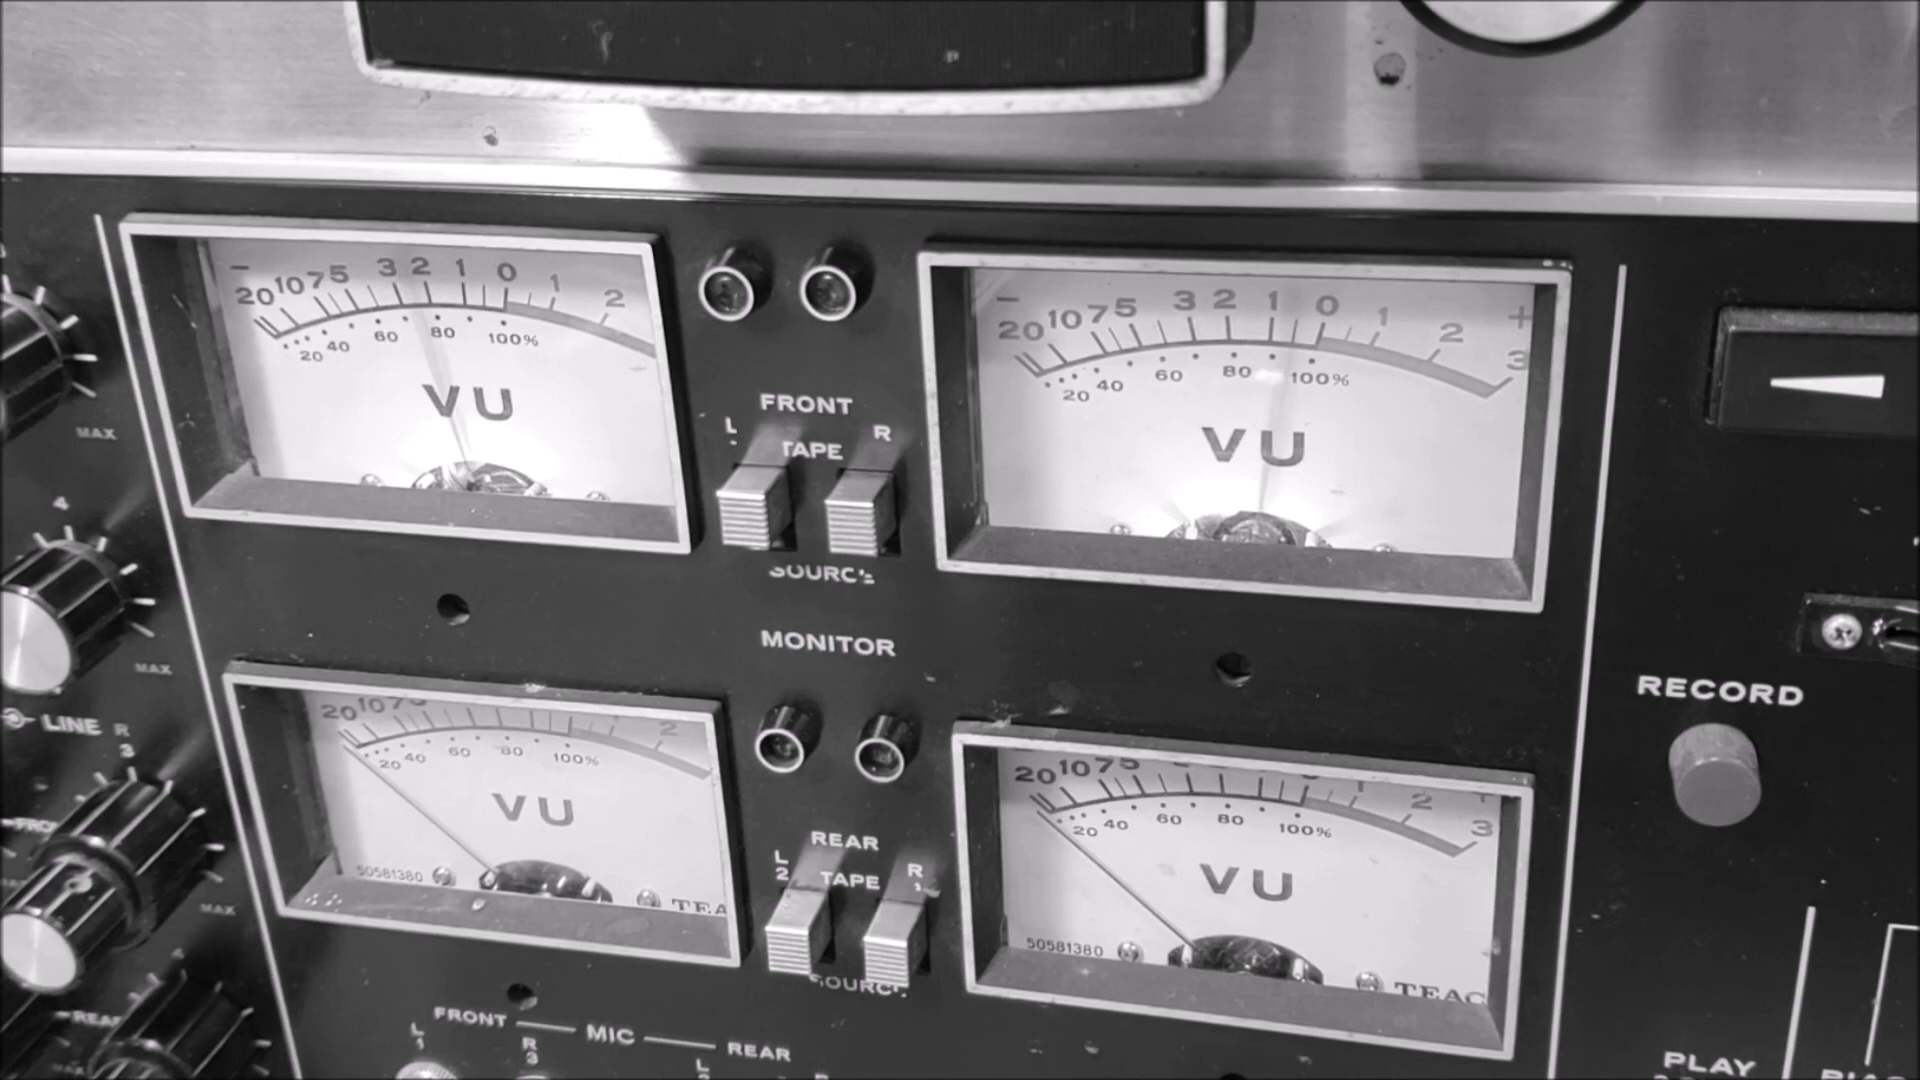 - 20 10 7 5 3 2 1 0 1 2
20 40 60 80 100%
VU
- 20 10 7 5 3 2 1 0 1 2 3 +
20 40 60 80 100%
VU
FRONT
L R
1
TAPE
MAX
4
MAX
MONITOR
RECORD
LINE R
3
20 10 7 2
20 40 60 80 100%
VU
50581380
20 10 7 5 2 3
20 40 60 80 100%
VU
50581380
TEAC
REAR
L R
2
TAPE
MAX
FRONT MIC REAR
L R
1 3
PLAY